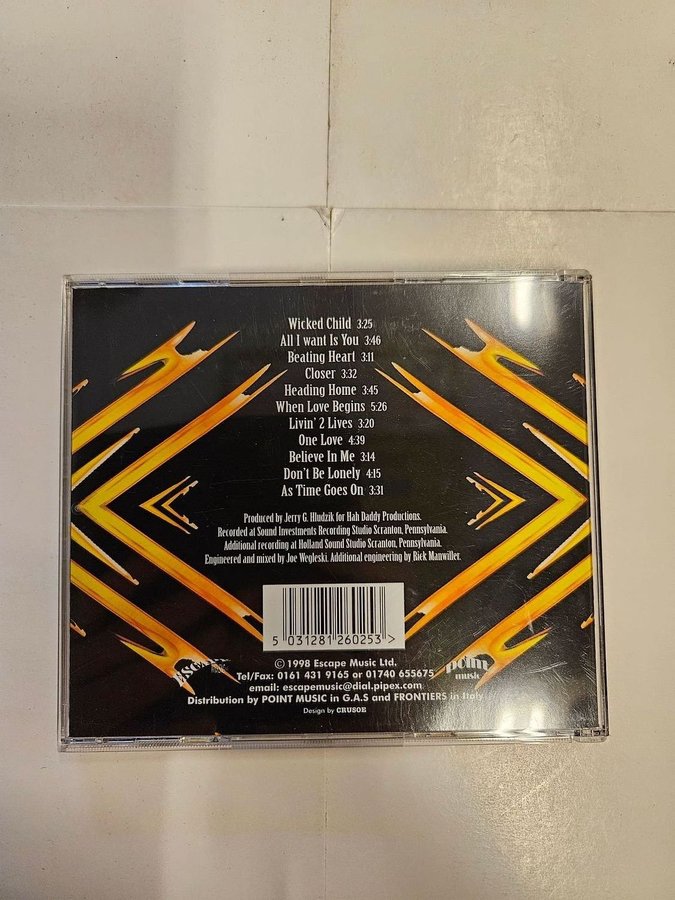 Wicked Child 3:25
All I want Is You 3:46
Beating Heart 3:11
Closer 3:32
Heading Home 3:45
When Love Begins 5:26
Livin' 2 Lives 3:20
One Love 4:39
Believe In Me 3:14
Don't Be Lonely 4:15
As Time Goes On 3:31
Produced by Jerry G. Hludzik for Hah Daddy Productions.
Recorded at Sound Investments Recording Studio Scranton, Pennsylvania.
Additional recording at Holland Sound Studio Scranton, Pennsylvania.
Engineered and mixed by Joe Wegleski. Additional engineering by Rick Manwiller.
5 031281 260253 >
© 1998 Escape Music Ltd.
Tel/Fax: 0161 431 9165 or 01740 655675
email: escapemusic@dial.pipex.com
Distribution by POINT MUSIC in G.A.S and FRONTIERS in Italy
Design by CRUSOE
point
music